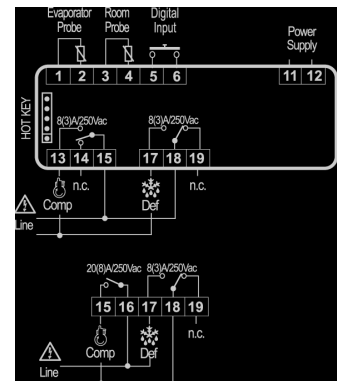 Evaporator Room Digital
Probe Probe Input
Power
Supply
1 2 3 4 5 6 11 12
HOT KEY
8(3)A/250Vac 8(3)A/250Vac
13 14 15 17 18 19
n.c. n.c.
Comp Def
Line
20(8)A/250Vac 8(3)A/250Vac
15 16 17 18 19
n.c.
Comp Def
Line